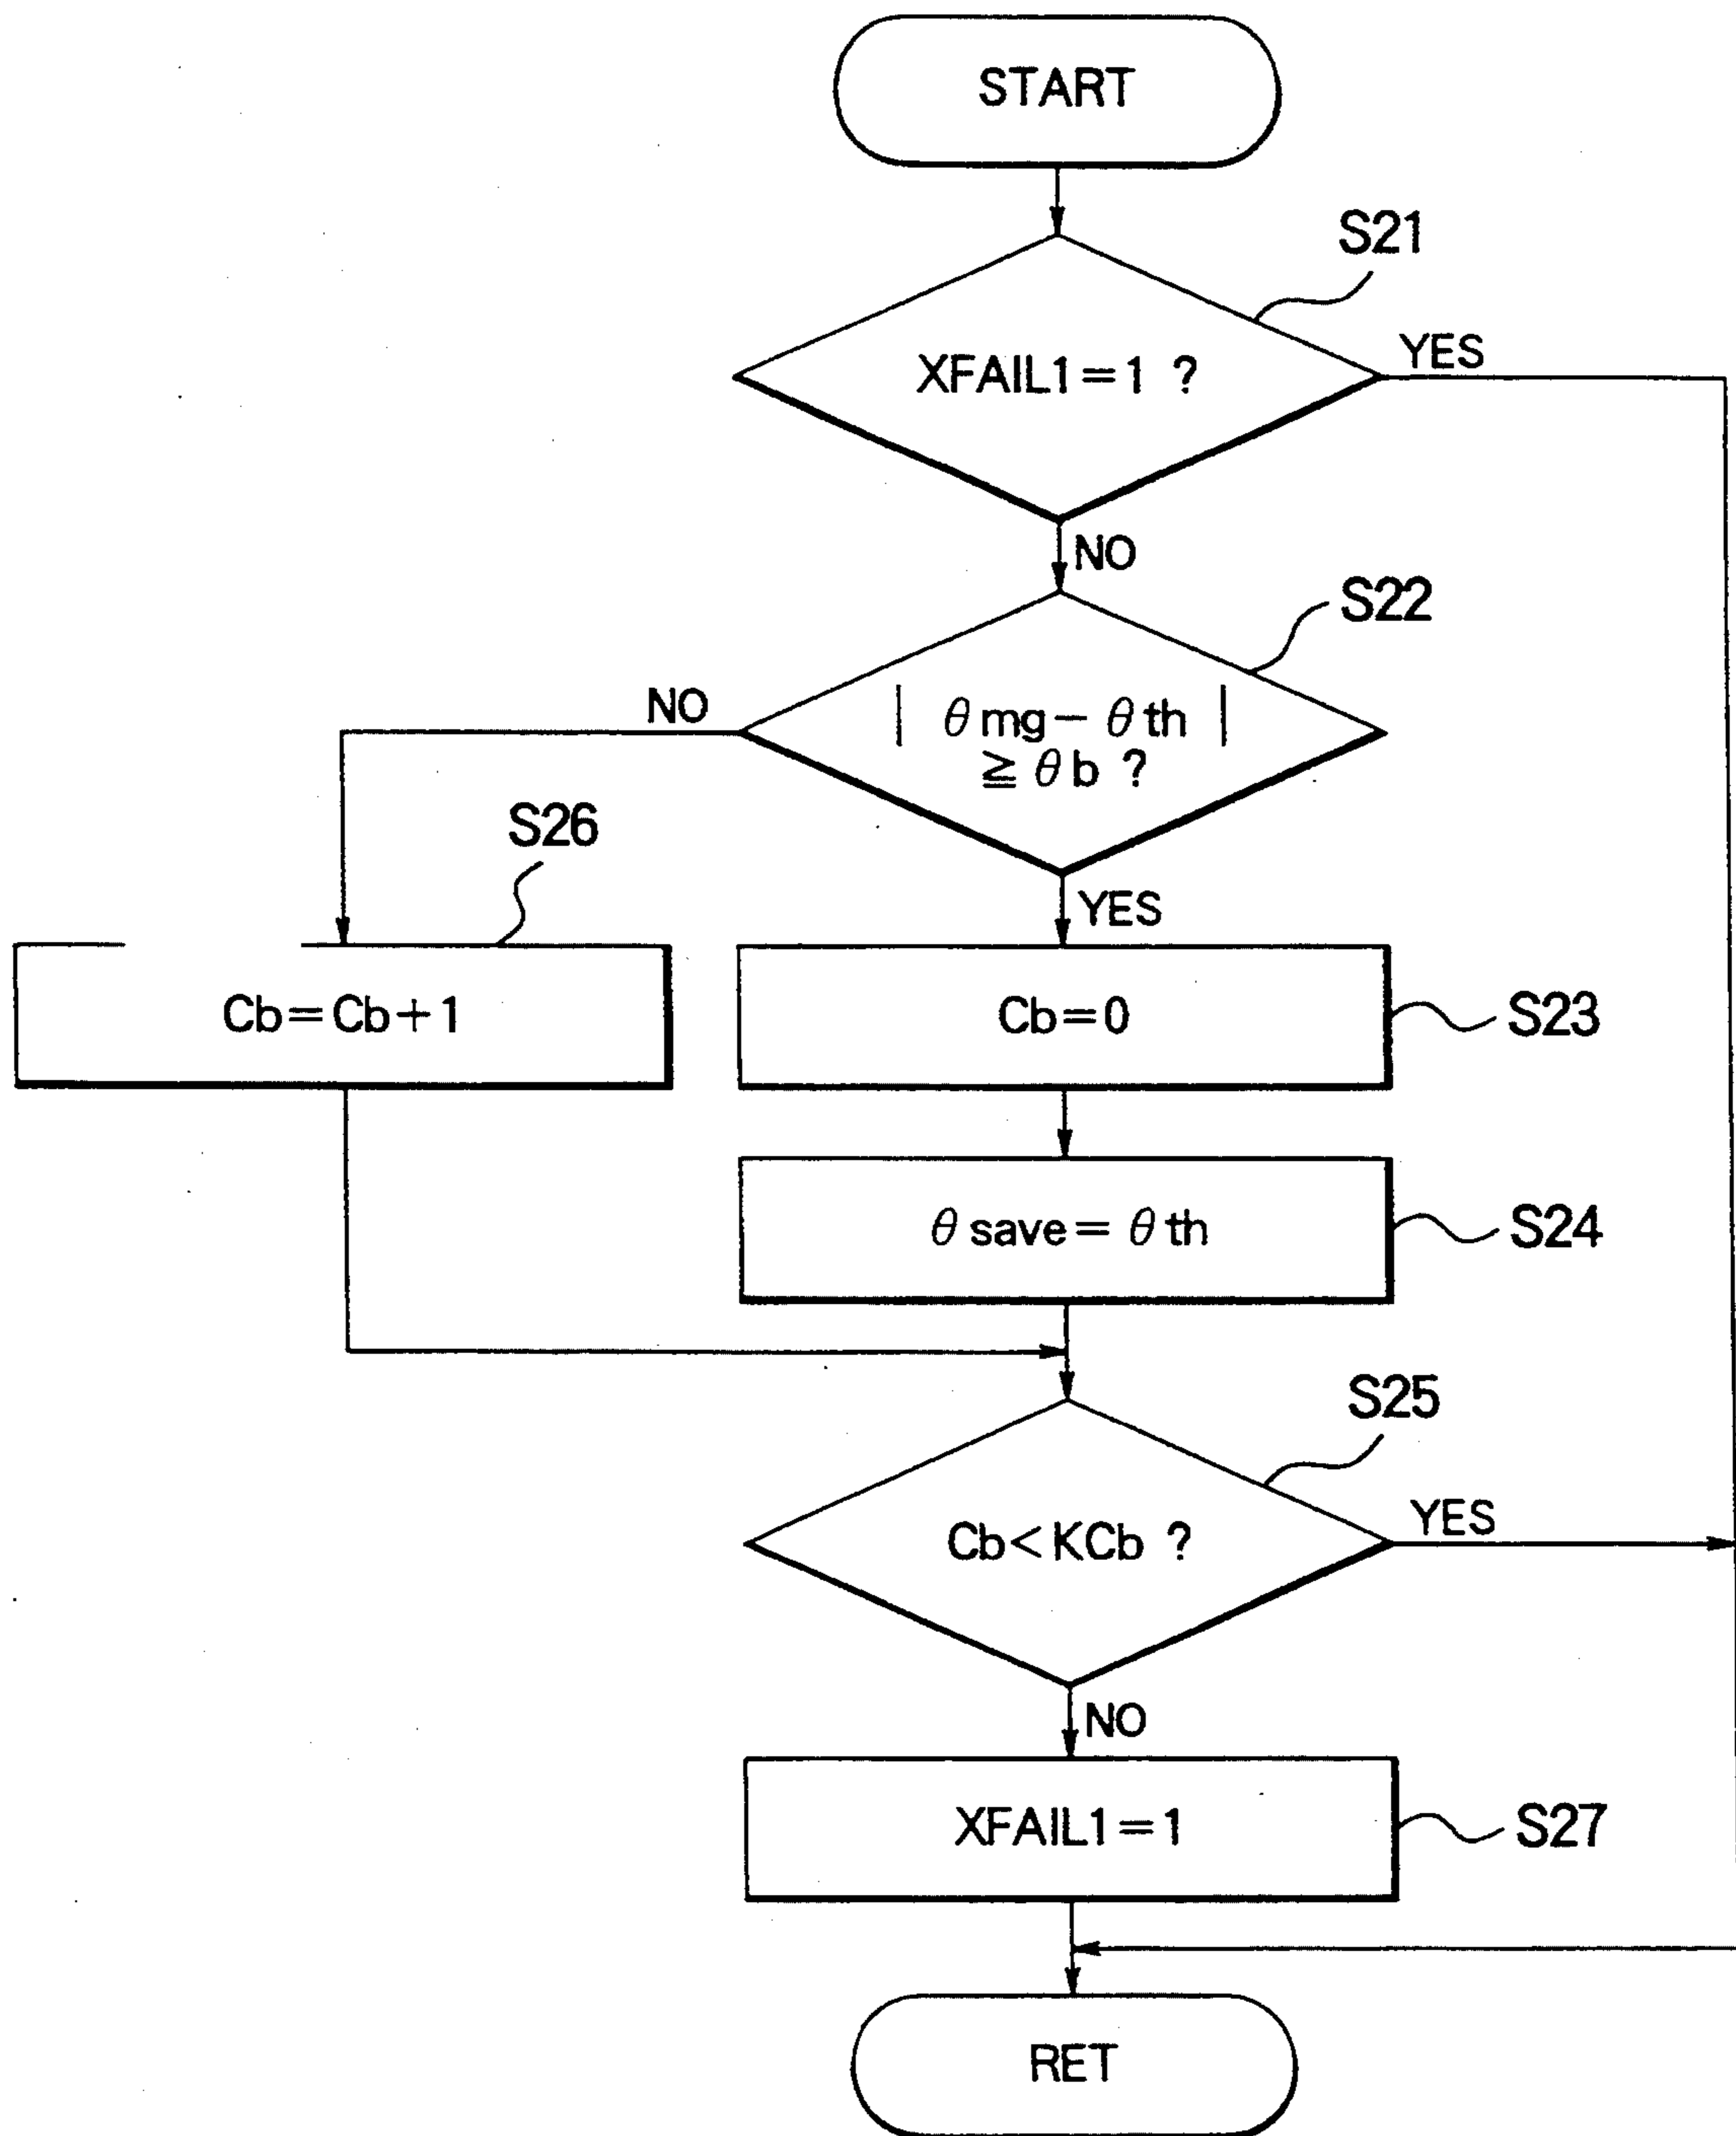 START
S21
XFAIL1=1 ?
YES
NO
S22
NO
| θmg− θth |
≧ θb ?
S26
YES
Cb=Cb+1
Cb=0
S23
θsave= θth
S24
S25
Cb<KCb ?
YES
NO
XFAIL1=1
S27
RET